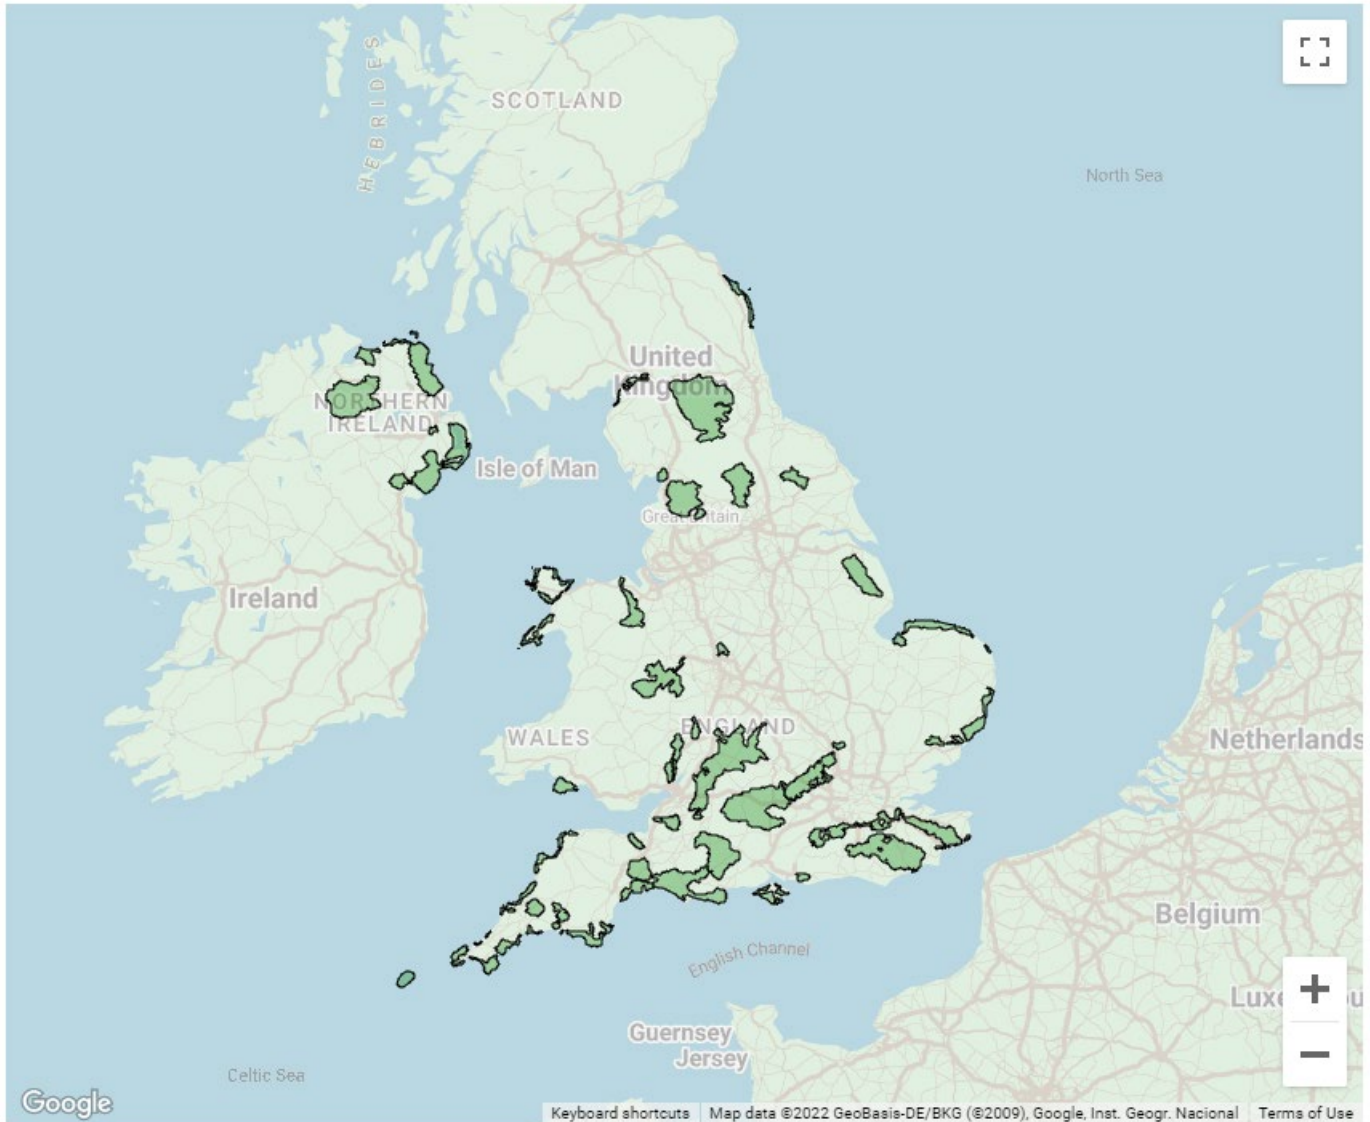 HEBRIDES
SCOTLAND
North Sea
United
Kingdom
NORTHERN
IRELAND
Isle of Man
Great Britain
Ireland
ENGLAND
WALES
Netherlands
Belgium
English Channel
Guernsey
Jersey
Celtic Sea
Google
Keyboard shortcuts
Map data ©2022 GeoBasis-DE/BKG (©2009), Google, Inst. Geogr. Nacional
Terms of Use